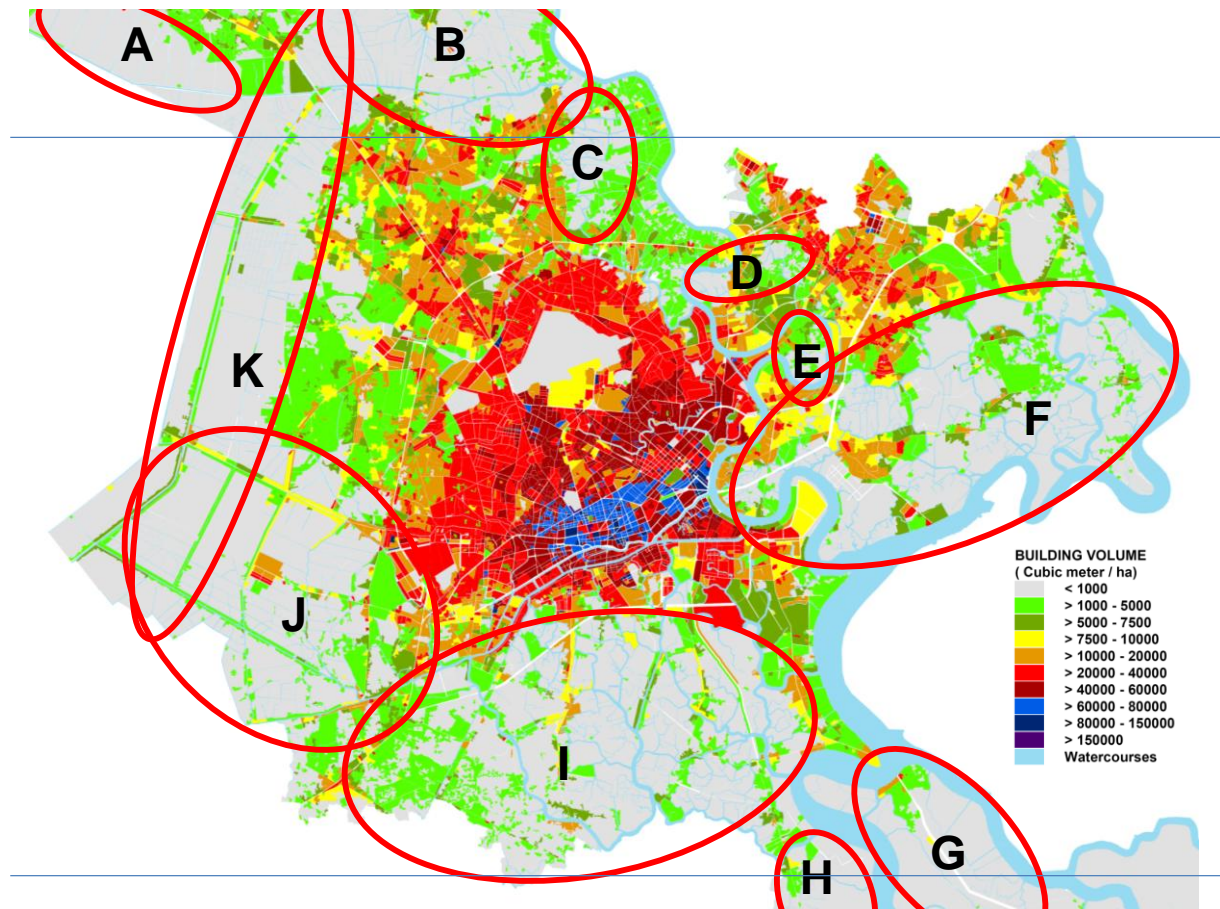 A
B
C
D
E
F
K
J
I
G
H
BUILDING VOLUME
( Cubic meter / ha)
< 1000
> 1000 - 5000
> 5000 - 7500
> 7500 - 10000
> 10000 - 20000
> 20000 - 40000
> 40000 - 60000
> 60000 - 80000
> 80000 - 150000
> 150000
Watercourses